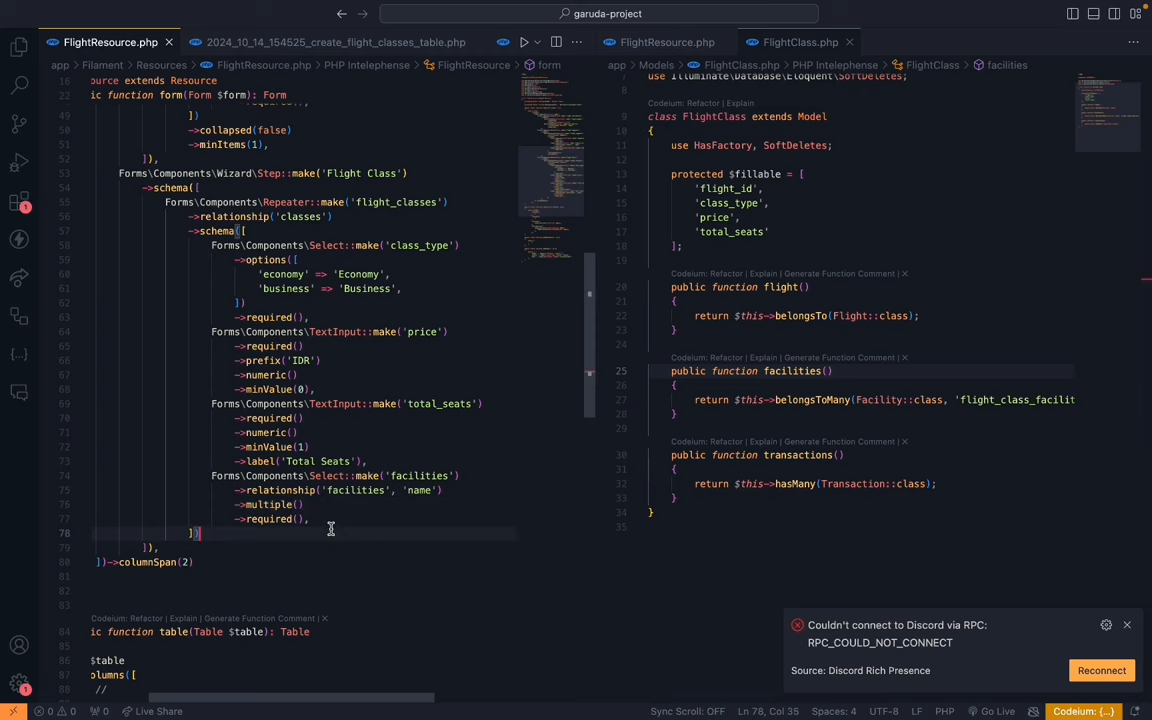 garuda-project
FlightResource.php
2024_10_14_154525_create_flight_classes_table.php
FlightResource.php
FlightClass.php
app > Filament > Resources > FlightResource.php > PHP Intelephense > FlightResource > form
app > Models > FlightClass.php > PHP Intelephense > FlightClass > facilities
16 ource extends Resource
22 ic function form(Form $form): Form
49 ])
50 ->collapsed(false)
51 ->minItems(1),
52 ]),
53 Forms\Components\Wizard\Step::make('Flight Class')
54 ->schema([
55 Forms\Components\Repeater::make('flight_classes')
56 ->relationship('classes')
57 ->schema([
58 Forms\Components\Select::make('class_type')
59 ->options([
60 'economy' => 'Economy',
61 'business' => 'Business',
62 ])
63 ->required(),
64 Forms\Components\TextInput::make('price')
65 ->required()
66 ->prefix('IDR')
67 ->numeric()
68 ->minValue(0),
69 Forms\Components\TextInput::make('total_seats')
70 ->required()
71 ->numeric()
72 ->minValue(1)
73 ->label('Total Seats'),
74 Forms\Components\Select::make('facilities')
75 ->relationship('facilities', 'name')
76 ->multiple()
77 ->required(),
78 ])
79 ]),
80 ])->columnSpan(2)
81
82
83
Codeium: Refactor | Explain | Generate Function Comment | X
84 ic function table(Table $table): Table
85
86 $table
87 olumns([
88 //
7 use Illuminate\Database\Eloquent\SoftDeletes;
8
Codeium: Refactor | Explain
9 class FlightClass extends Model
10 {
11 use HasFactory, SoftDeletes;
12
13 protected $fillable = [
14 'flight_id',
15 'class_type',
16 'price',
17 'total_seats'
18 ];
19
Codeium: Refactor | Explain | Generate Function Comment | X
20 public function flight()
21 {
22 return $this->belongsTo(Flight::class);
23 }
24
Codeium: Refactor | Explain | Generate Function Comment | X
25 public function facilities()
26 {
27 return $this->belongsToMany(Facility::class, 'flight_class_facilit
28 }
29
Codeium: Refactor | Explain | Generate Function Comment | X
30 public function transactions()
31 {
32 return $this->hasMany(Transaction::class);
33 }
34 }
35
Couldn't connect to Discord via RPC:
RPC_COULD_NOT_CONNECT
Source: Discord Rich Presence
Reconnect
1
1
0 0 0 Live Share
Sync Scroll: OFF Ln 78, Col 35 Spaces: 4 UTF-8 LF PHP Go Live Codeium: {...}